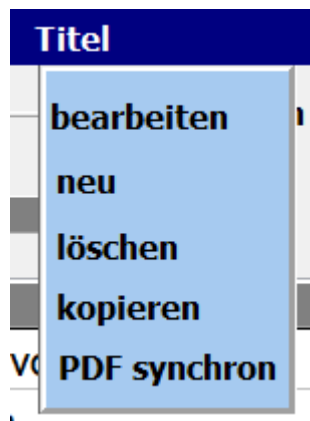 Titel
bearbeiten
neu
löschen
kopieren
PDF synchron